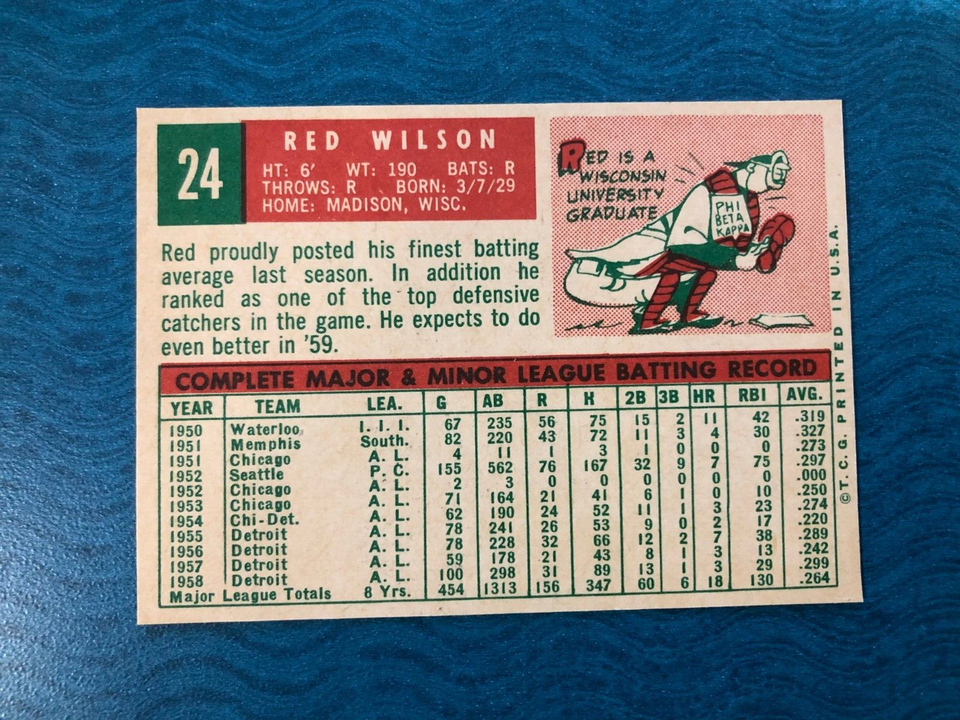 24
RED WILSON
HT: 6' WT: 190 BATS: R
THROWS: R BORN: 3/7/29
HOME: MADISON, WISC.
Red proudly posted his finest batting
average last season. In addition he
ranked as one of the top defensive
catchers in the game. He expects to do
even better in '59.
RED IS A
WISCONSIN
UNIVERSITY
GRADUATE
PHI
BETA
KAPPA
COMPLETE MAJOR & MINOR LEAGUE BATTING RECORD
YEAR TEAM LEA. G AB R H 2B 3B HR RBI AVG.
1950 Waterloo I. I. I. 67 235 56 75 15 2 11 42 .319
1951 Memphis South. 82 220 43 72 11 3 4 30 .327
1951 Chicago A. L. 4 11 1 3 1 0 0 0 .273
1952 Seattle P. C. 155 562 76 167 32 9 7 75 .297
1952 Chicago A. L. 2 3 0 0 0 0 0 0 .000
1953 Chicago A. L. 71 164 21 41 6 1 0 10 .250
1954 Chi-Det. A. L. 62 190 24 52 11 1 3 23 .274
1955 Detroit A. L. 78 241 26 53 9 0 2 17 .220
1956 Detroit A. L. 78 228 32 66 12 2 7 38 .289
1957 Detroit A. L. 59 178 21 43 8 1 3 13 .242
1958 Detroit A. L. 100 298 31 89 13 1 3 29 .299
Major League Totals 8 Yrs. 454 1313 156 347 60 6 18 130 .264
©T. C. G. PRINTED IN U.S.A.